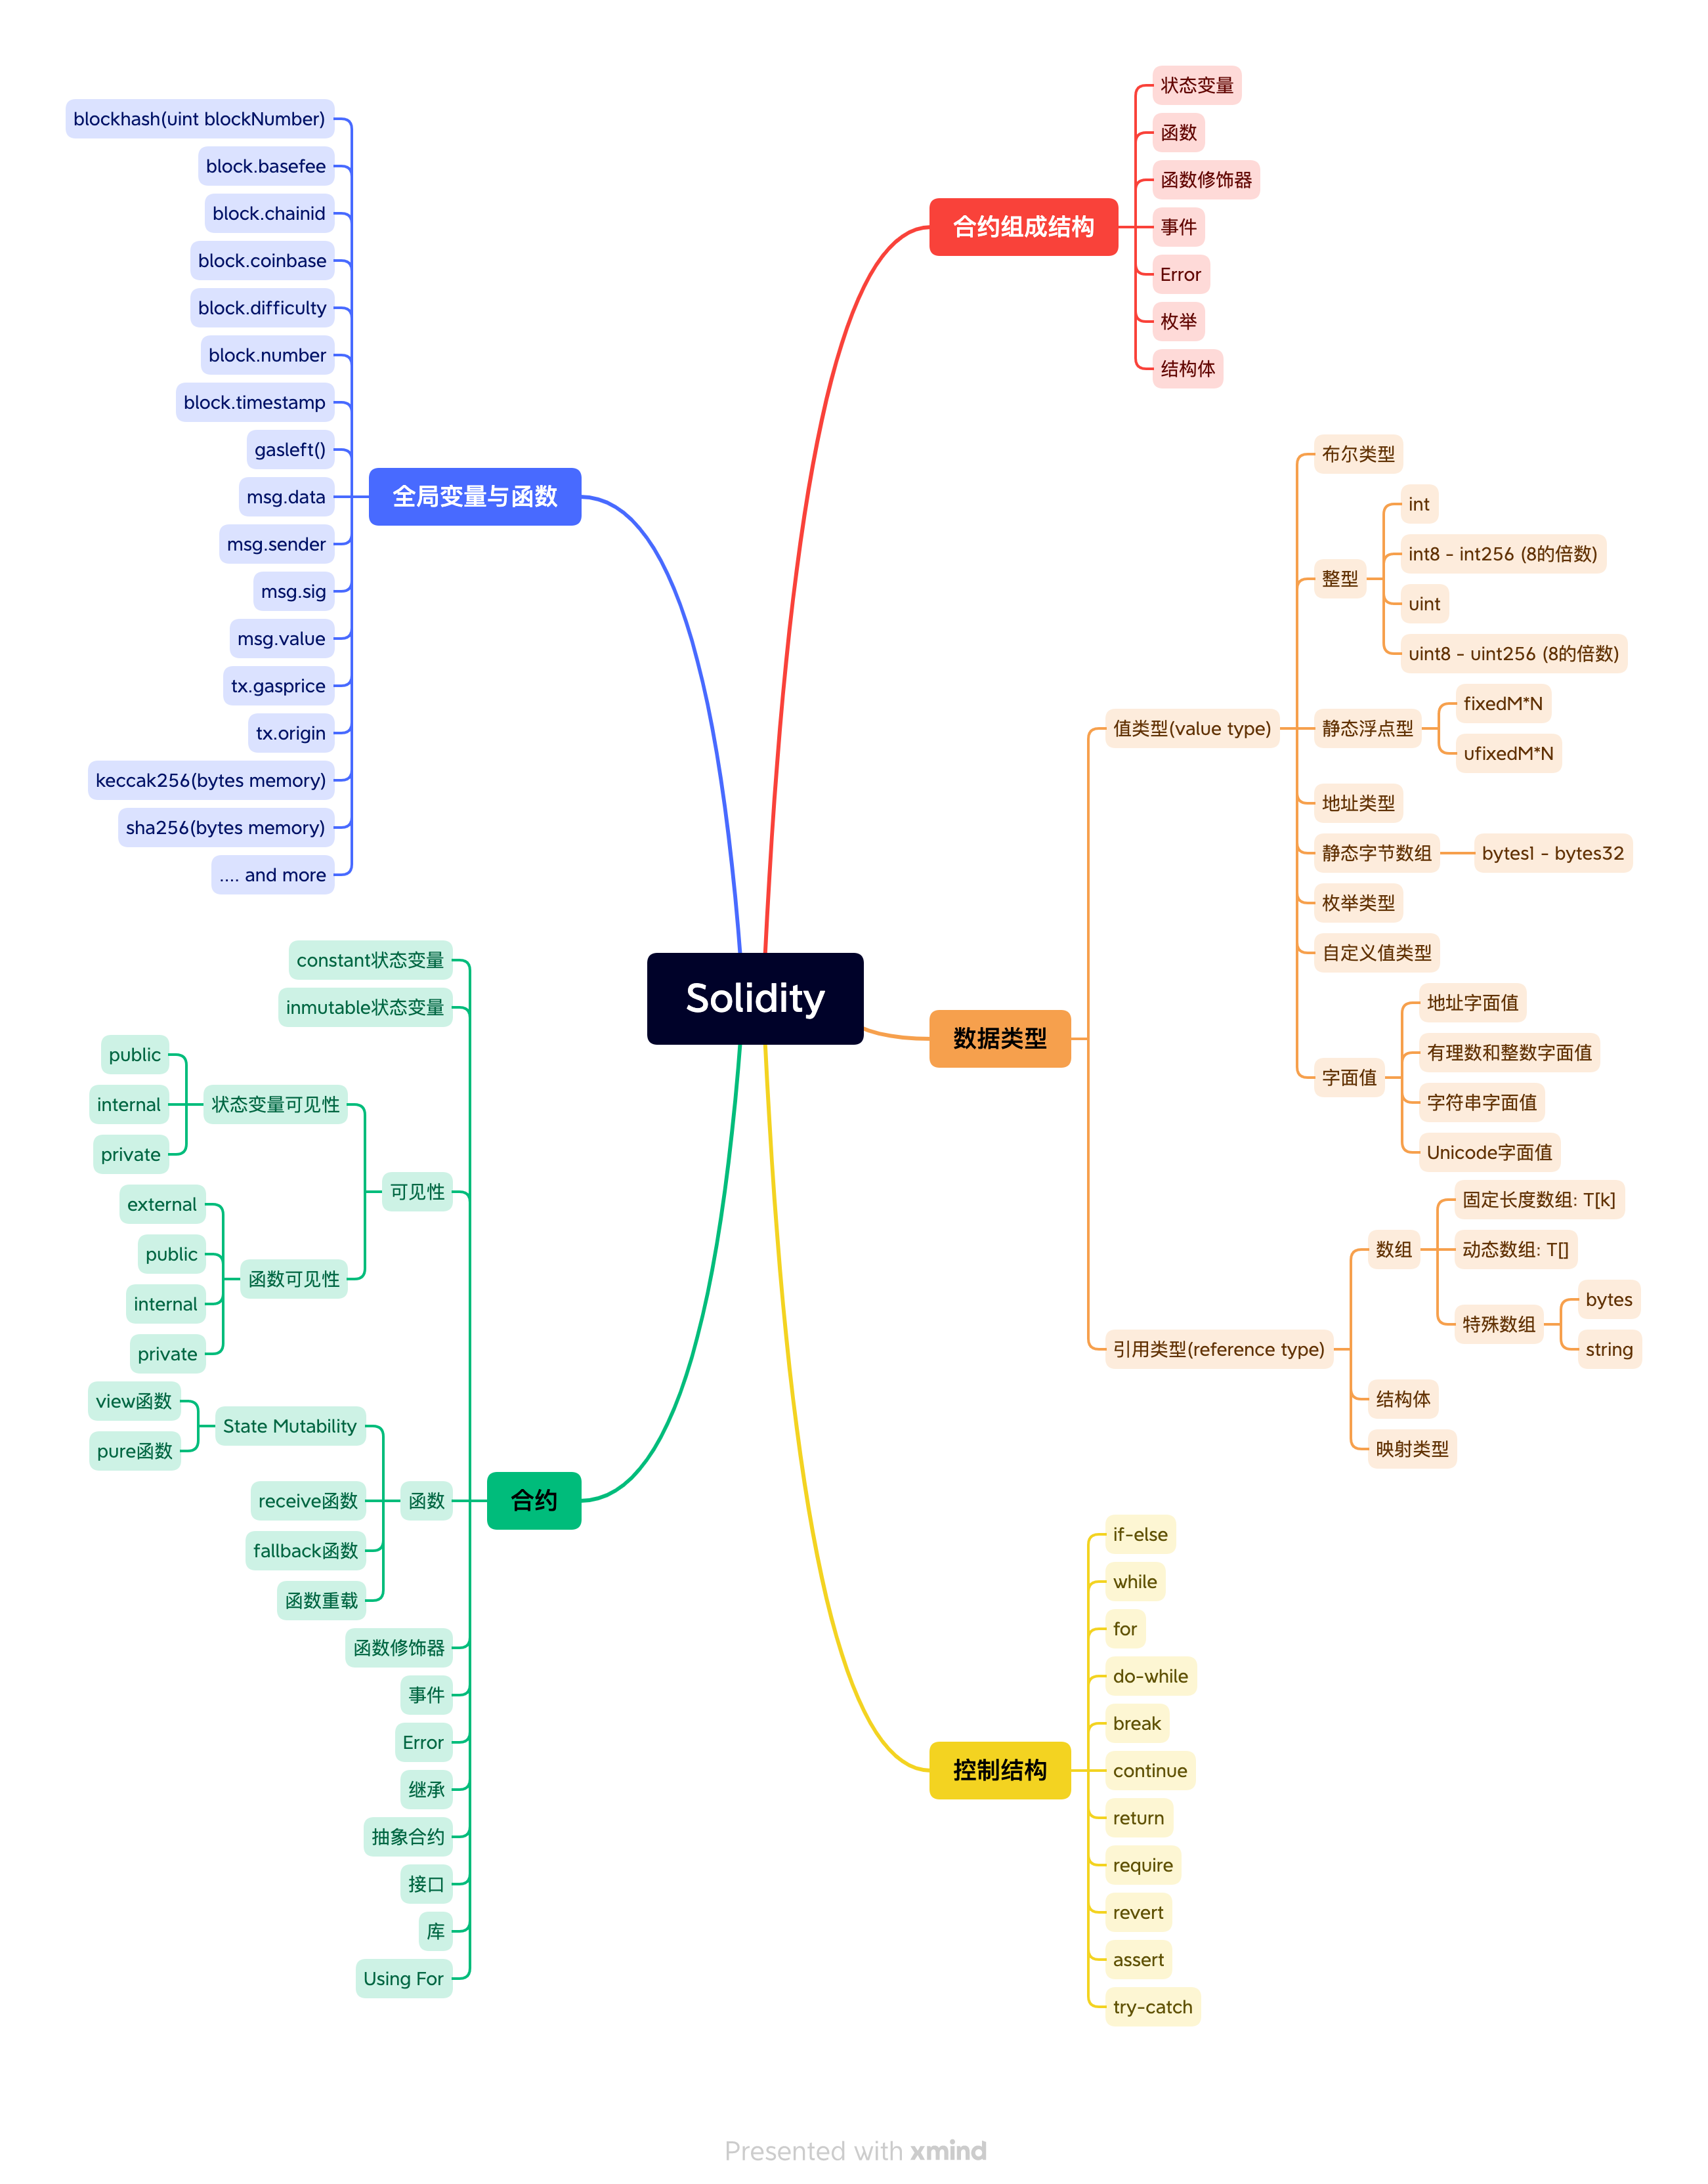 Solidity
合约组成结构
状态变量
函数
函数修饰器
事件
Error
枚举
结构体
数据类型
值类型(value type)
布尔类型
整型
int
int8 - int256 (8的倍数)
uint
uint8 - uint256 (8的倍数)
静态浮点型
fixedM*N
ufixedM*N
地址类型
静态字节数组
bytes1 - bytes32
枚举类型
自定义值类型
字面值
地址字面值
有理数和整数字面值
字符串字面值
Unicode字面值
引用类型(reference type)
数组
固定长度数组: T[k]
动态数组: T[]
特殊数组
bytes
string
结构体
映射类型
控制结构
if-else
while
for
do-while
break
continue
return
require
revert
assert
try-catch
全局变量与函数
blockhash(uint blockNumber)
block.basefee
block.chainid
block.coinbase
block.difficulty
block.number
block.timestamp
gasleft()
msg.data
msg.sender
msg.sig
msg.value
tx.gasprice
tx.origin
keccak256(bytes memory)
sha256(bytes memory)
.... and more
合约
constant状态变量
inmutable状态变量
可见性
状态变量可见性
public
internal
private
函数可见性
external
public
internal
private
函数
State Mutability
view函数
pure函数
receive函数
fallback函数
函数重载
函数修饰器
事件
Error
继承
抽象合约
接口
库
Using For
Presented with xmind